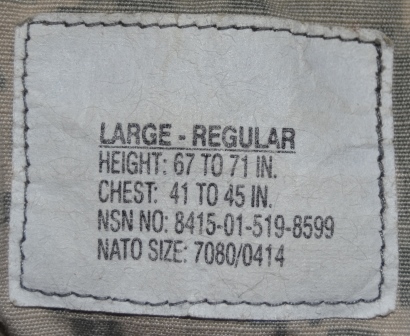 LARGE - REGULAR
HEIGHT: 67 TO 71 IN.
CHEST: 41 TO 45 IN.
NSN NO: 8415-01-519-8599
NATO SIZE: 7080/0414